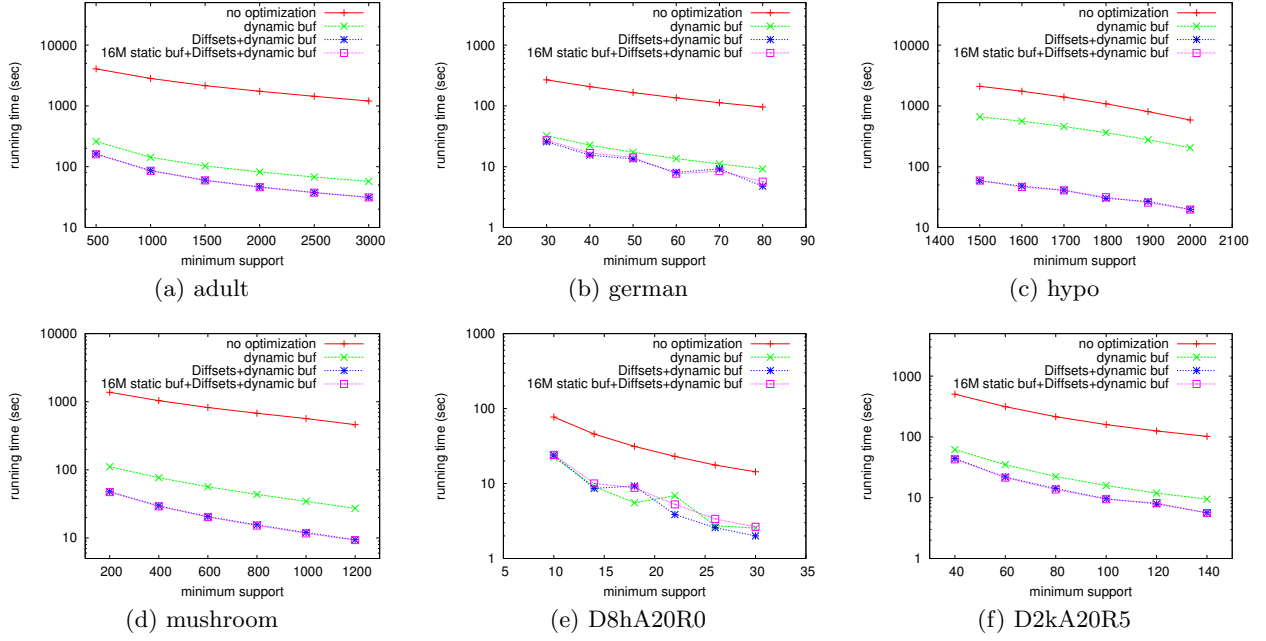 no optimization
dynamic buf
Diffsets+dynamic buf
16M static buf+Diffsets+dynamic buf
running time (sec)
10000
1000
100
10
500 1000 1500 2000 2500 3000
minimum support
(a) adult
no optimization
dynamic buf
Diffsets+dynamic buf
16M static buf+Diffsets+dynamic buf
running time (sec)
1000
100
10
1
20 30 40 50 60 70 80 90
minimum support
(b) german
no optimization
dynamic buf
Diffsets+dynamic buf
16M static buf+Diffsets+dynamic buf
running time (sec)
10000
1000
100
10
1400 1500 1600 1700 1800 1900 2000 2100
minimum support
(c) hypo
no optimization
dynamic buf
Diffsets+dynamic buf
16M static buf+Diffsets+dynamic buf
running time (sec)
10000
1000
100
10
200 400 600 800 1000 1200
minimum support
(d) mushroom
no optimization
dynamic buf
Diffsets+dynamic buf
16M static buf+Diffsets+dynamic buf
running time (sec)
1000
100
10
1
5 10 15 20 25 30 35
minimum support
(e) D8hA20R0
no optimization
dynamic buf
Diffsets+dynamic buf
16M static buf+Diffsets+dynamic buf
running time (sec)
1000
100
10
1
40 60 80 100 120 140
minimum support
(f) D2kA20R5